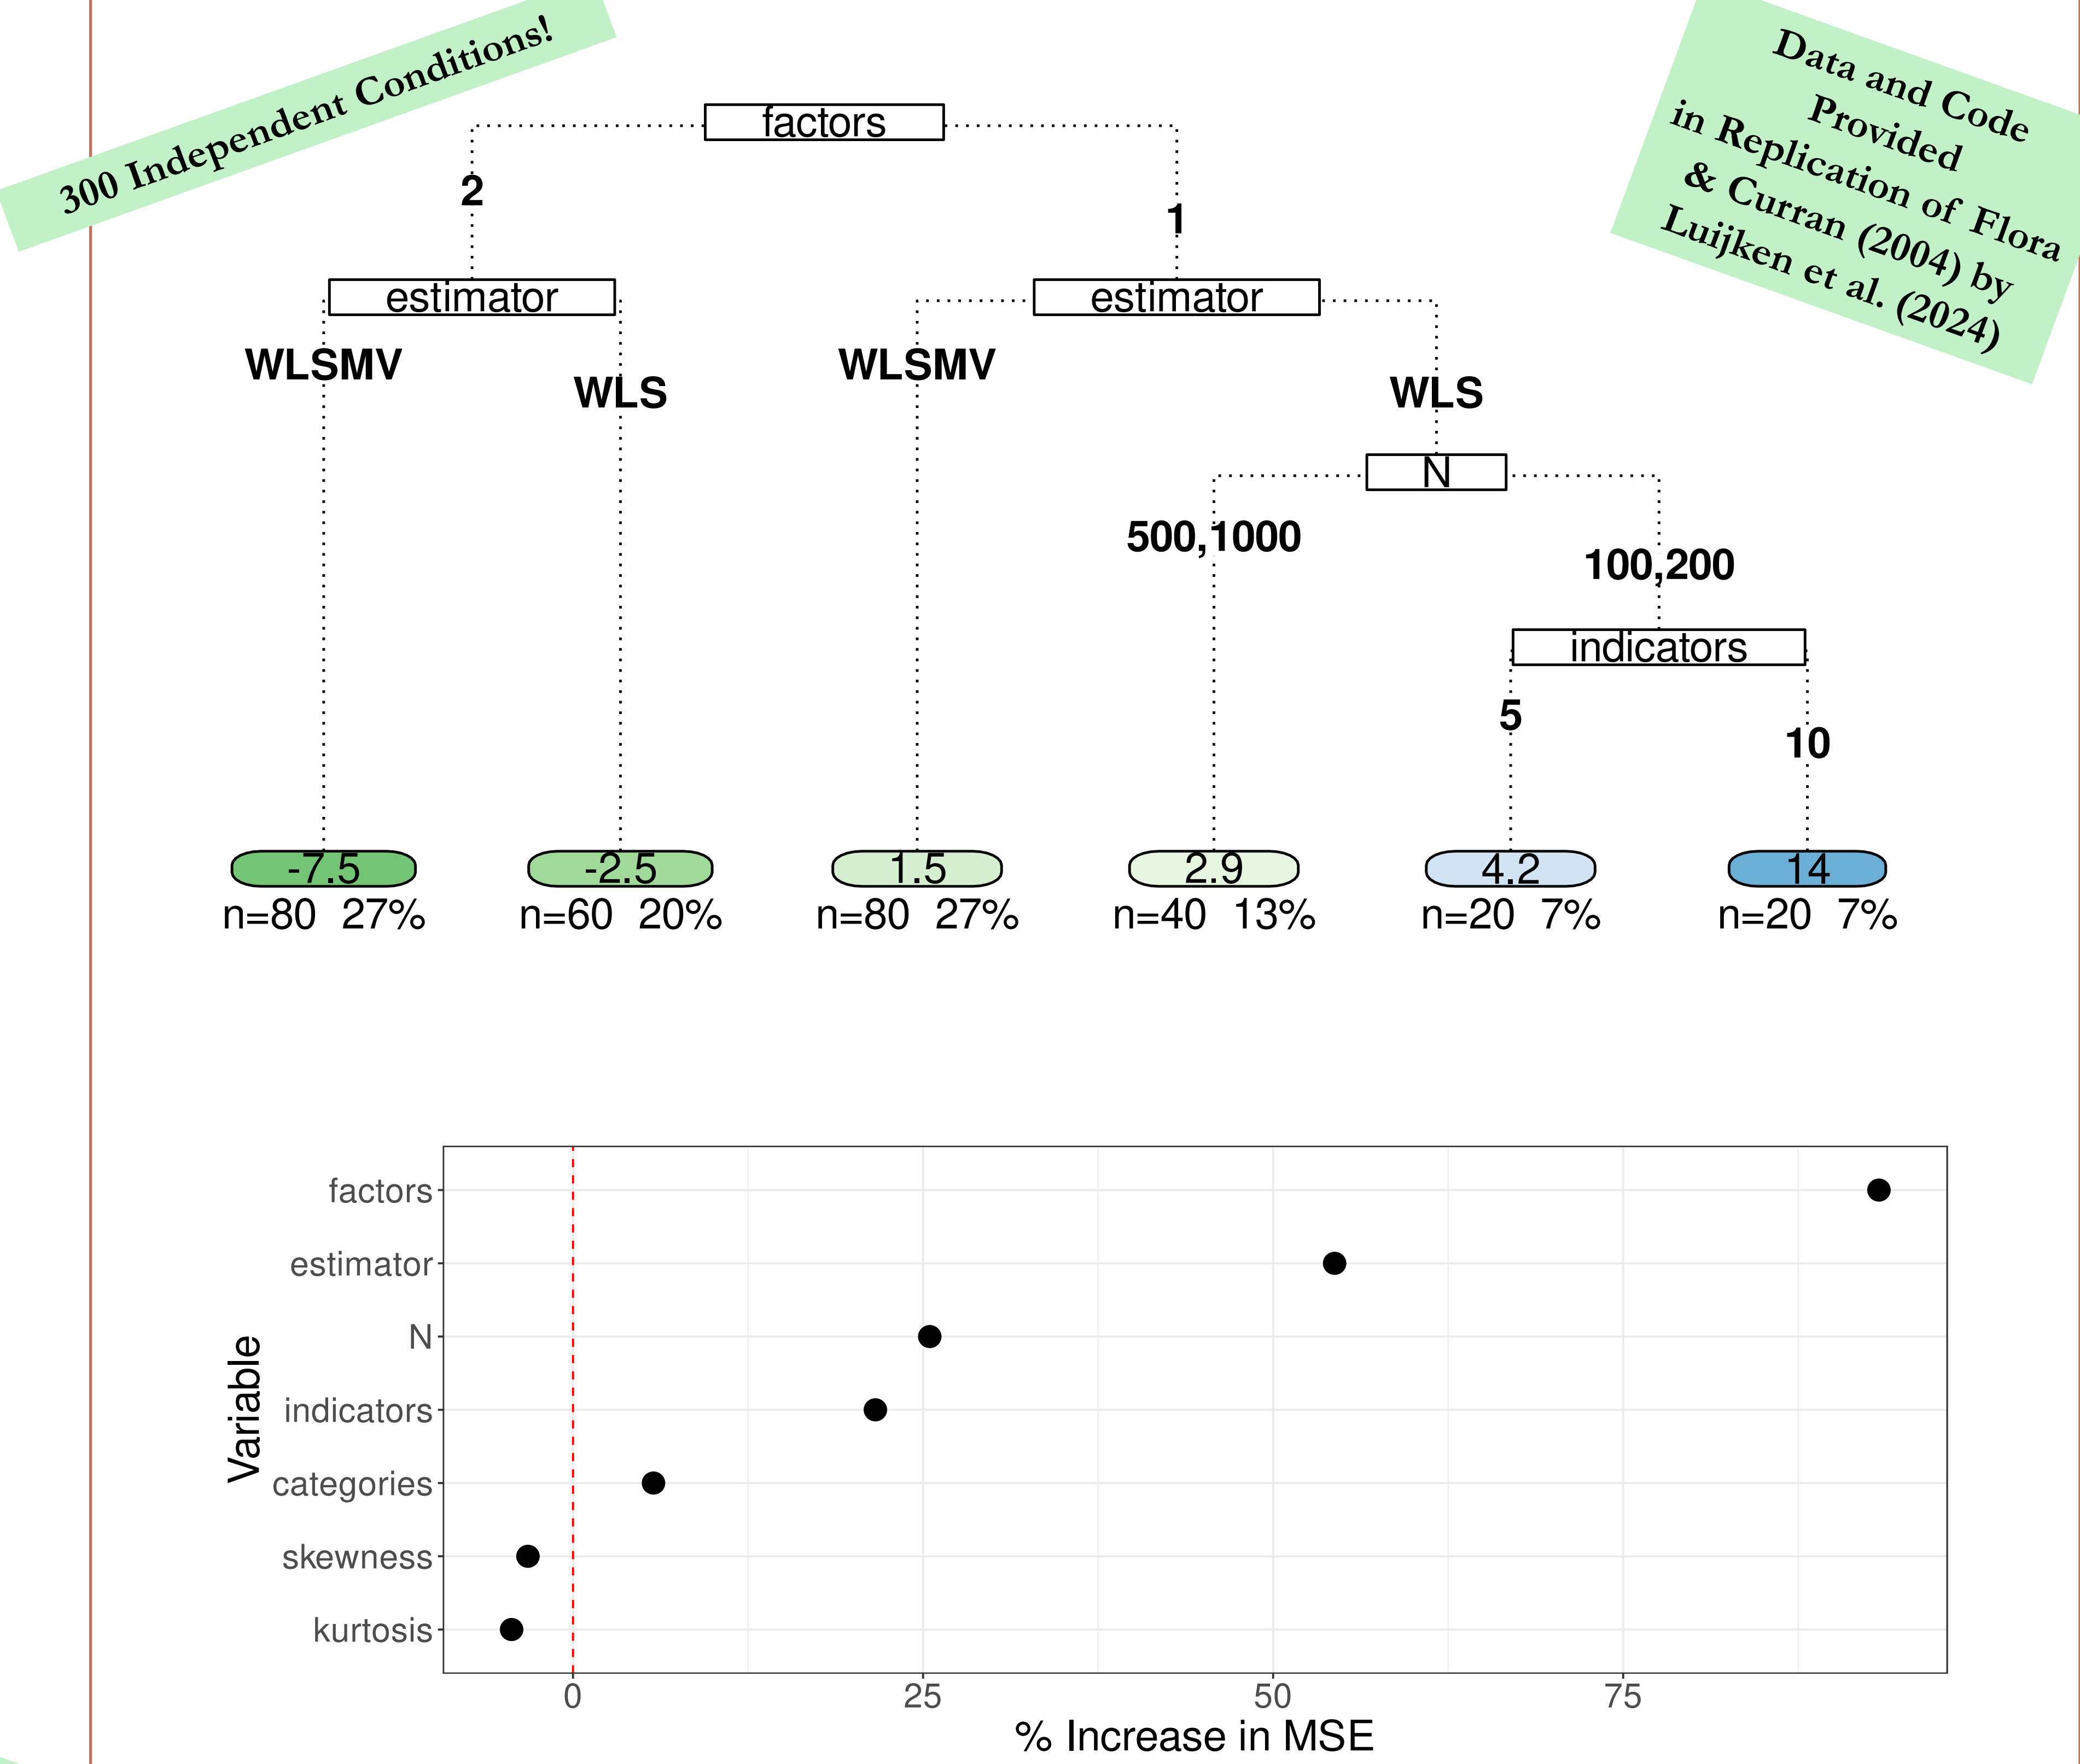 300 Independent Conditions!
Data and Code
Provided
in Replication of Flora
& Curran (2004) by
Luijken et al. (2024)
factors
2
1
estimator
estimator
WLSMV
WLS
WLSMV
WLS
N
500,1000
100,200
indicators
5
10
-7.5
-2.5
1.5
2.9
4.2
14
n=80 27%
n=60 20%
n=80 27%
n=40 13%
n=20 7%
n=20 7%
Variable
factors
estimator
N
indicators
categories
skewness
kurtosis
0
25
50
75
% Increase in MSE